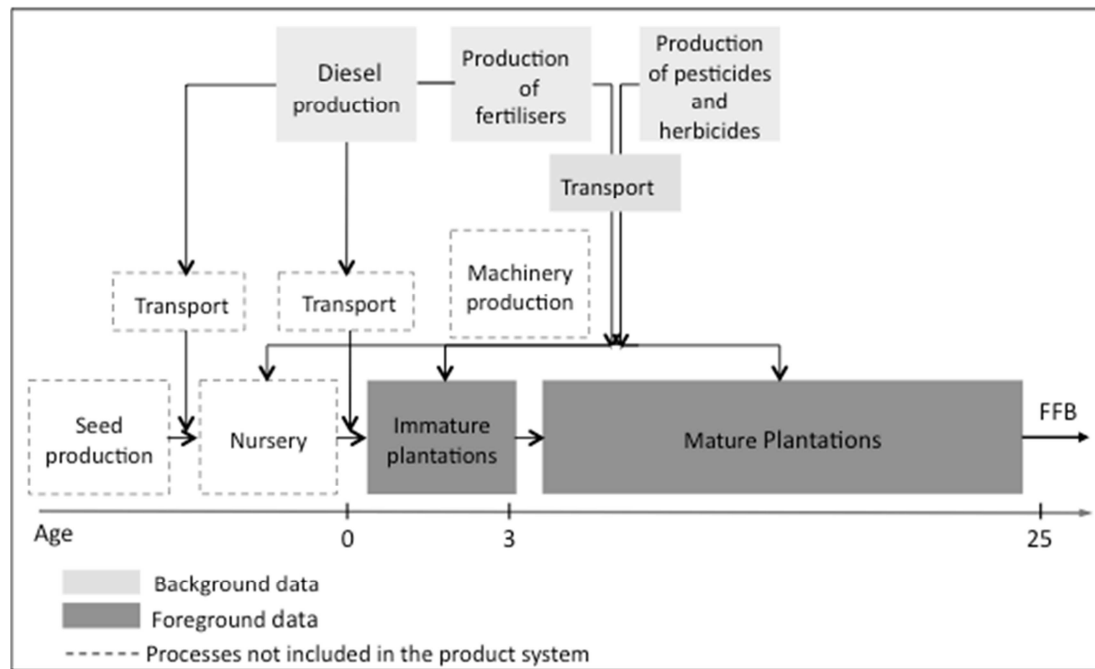 Diesel
production
Production
of
fertilisers
Production
of pesticides
and
herbicides
Transport
Machinery
production
Transport
Transport
Seed
production
Nursery
Immature
plantations
Mature Plantations
FFB
Age
0
3
25
Background data
Foreground data
Processes not included in the product system